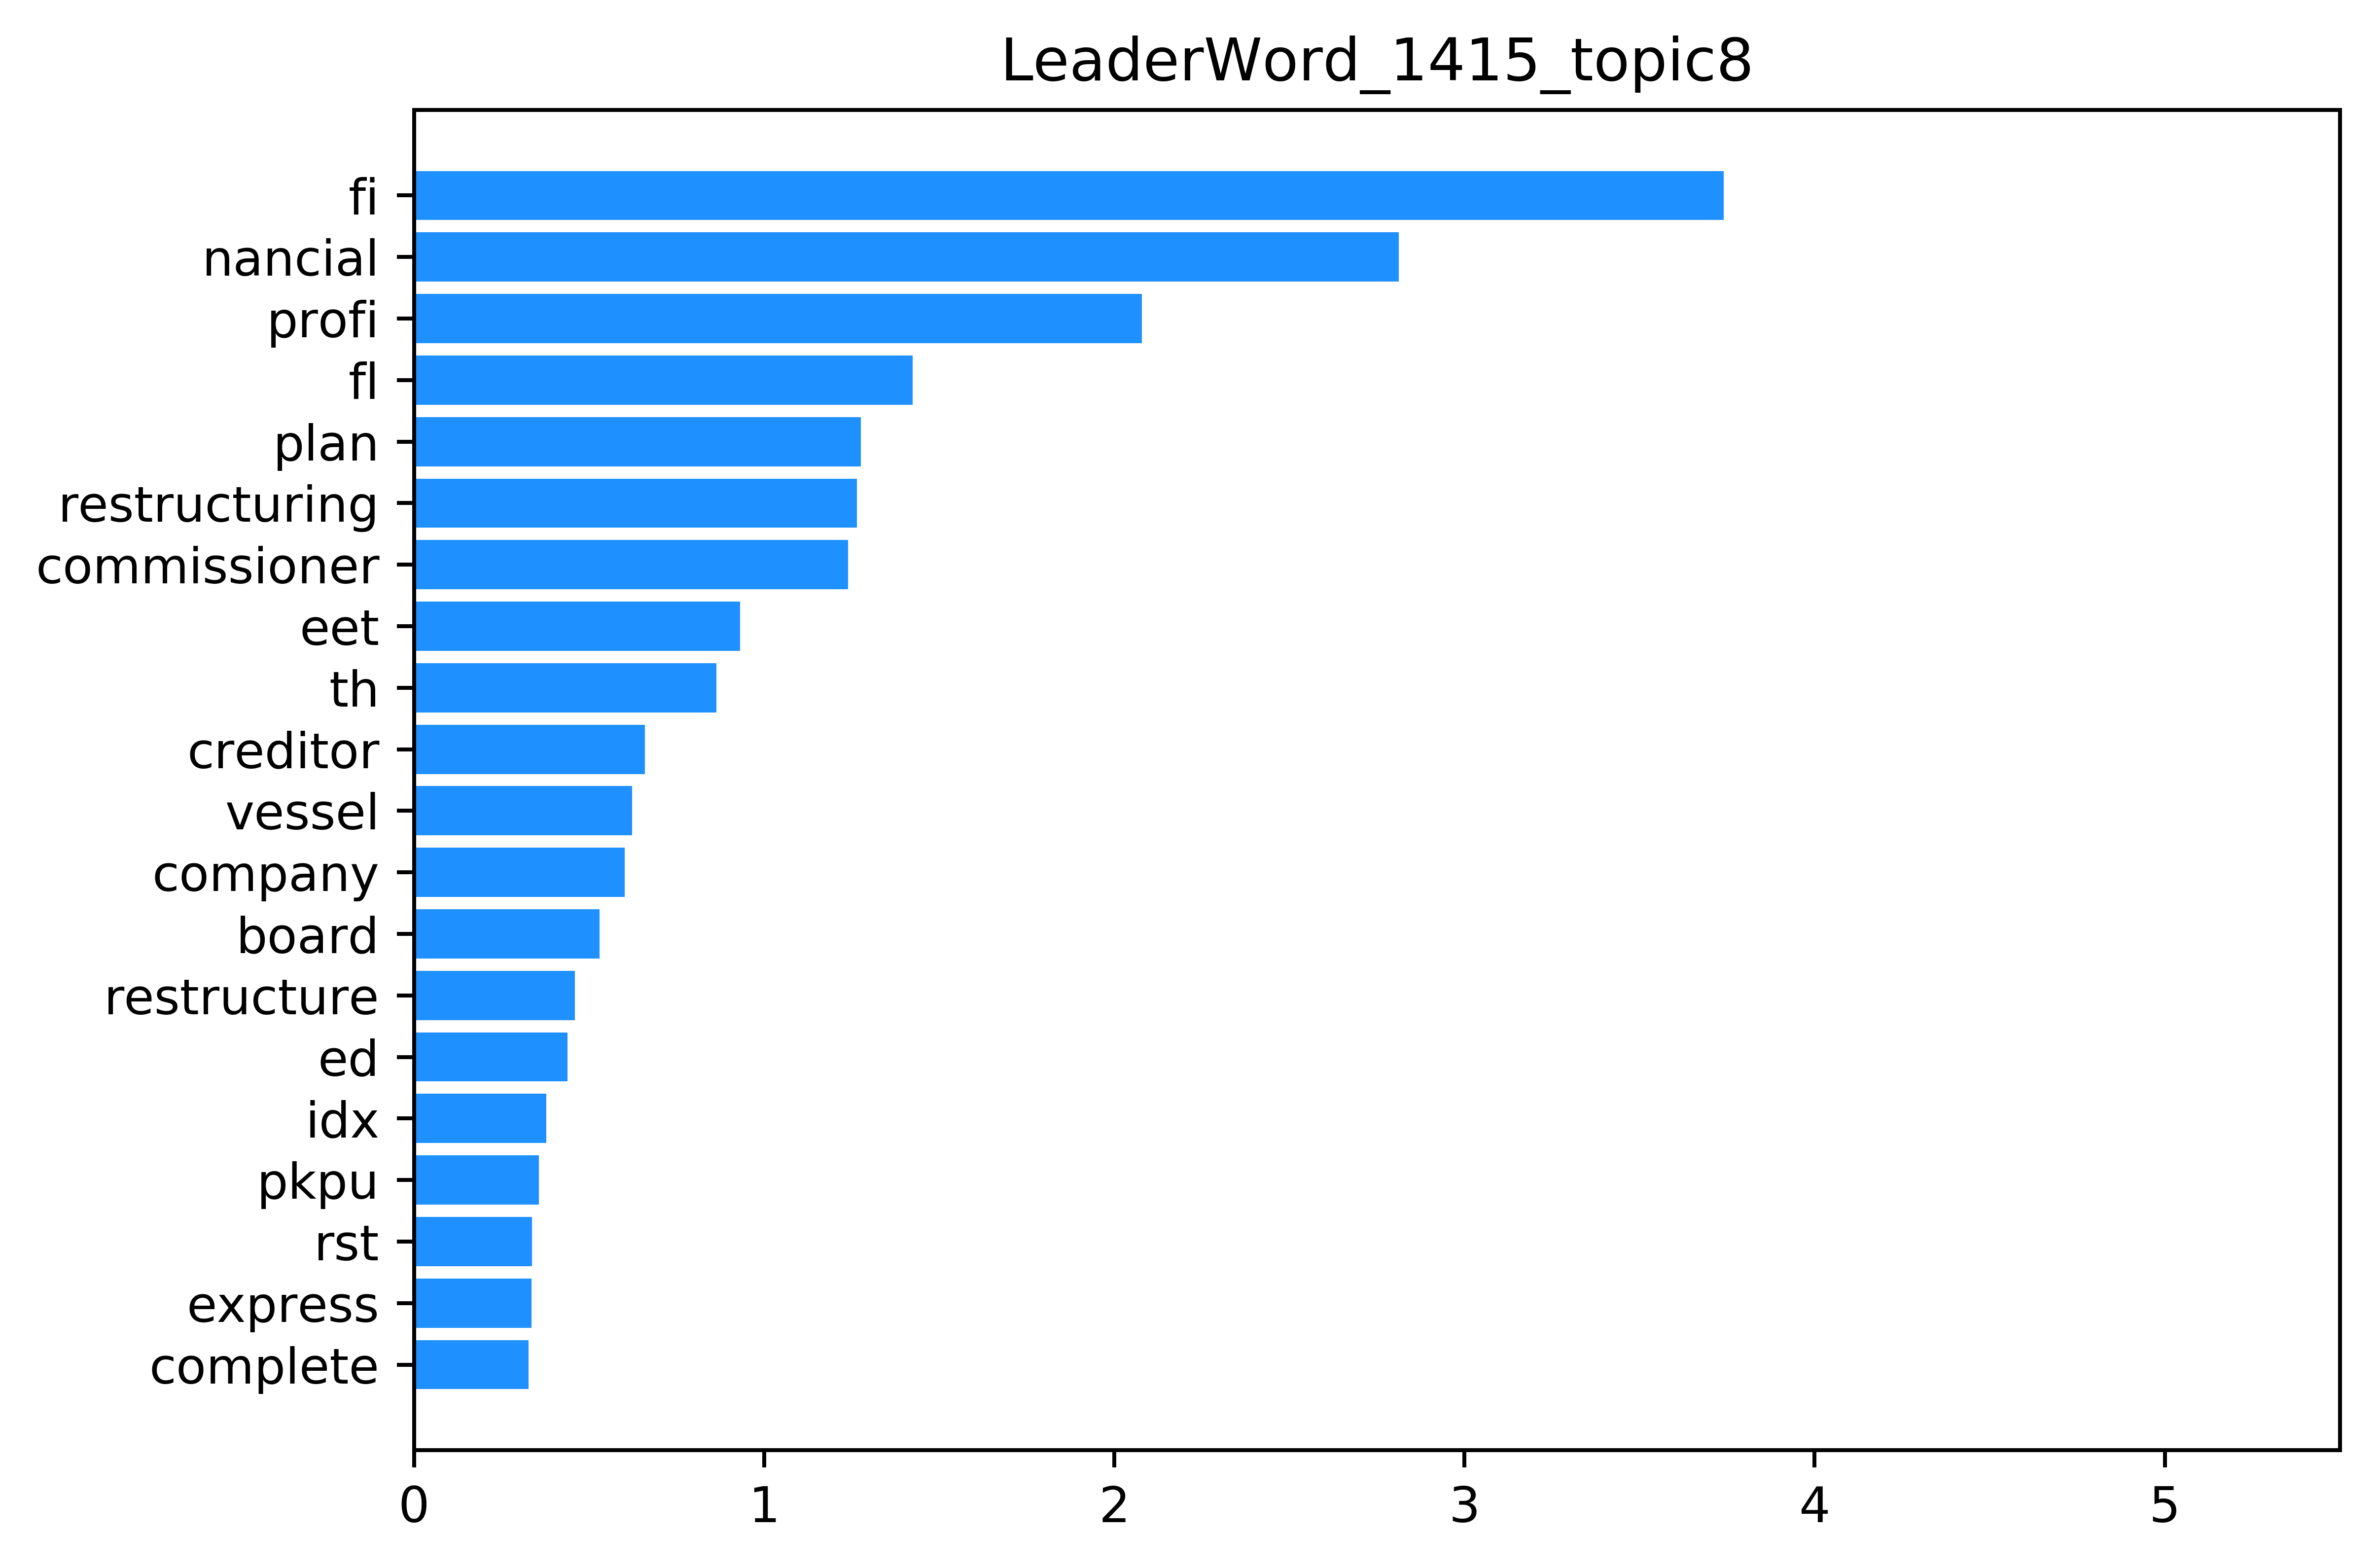 LeaderWord_1415_topic8
fi
nancial
profi
fl
plan
restructuring
commissioner
eet
th
creditor
vessel
company
board
restructure
ed
idx
pkpu
rst
express
complete
0 1 2 3 4 5